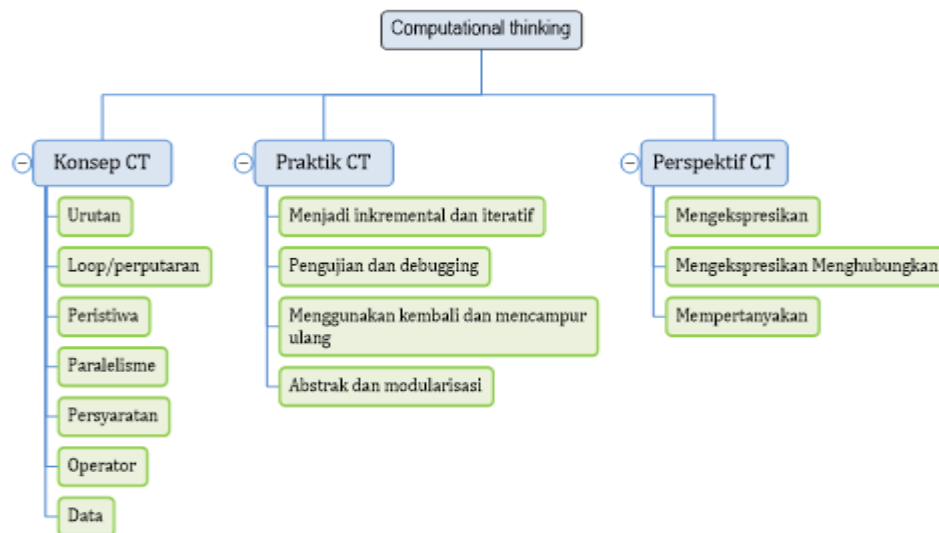 Computational thinking
Konsep CT
Urutan
Loop/perputaran
Peristiwa
Paralelisme
Persyaratan
Operator
Data
Praktik CT
Menjadi inkremental dan iteratif
Pengujian dan debugging
Menggunakan kembali dan mencampur
ulang
Abstrak dan modularisasi
Perspektif CT
Mengekspresikan
Mengekspresikan Menghubungkan
Mempertanyakan